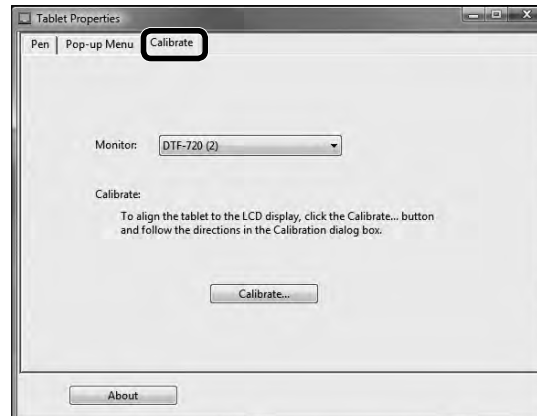 Tablet Properties
Pen Pop-up Menu Calibrate
Monitor: DTF-720 (2)
Calibrate:
To align the tablet to the LCD display, click the Calibrate... button
and follow the directions in the Calibration dialog box.
Calibrate...
About